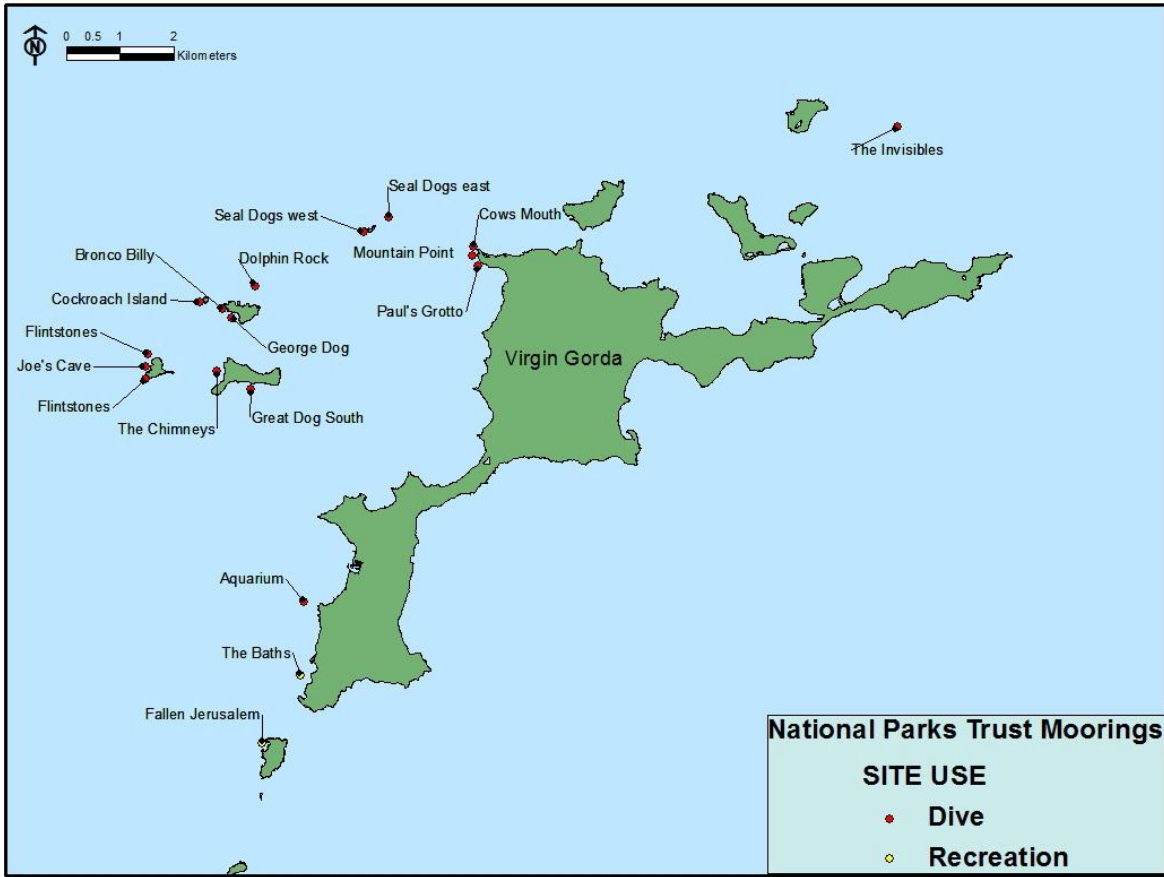 N
0 0.5 1 2
Kilometers
The Invisibles
Seal Dogs east
Seal Dogs west
Cows Mouth
Mountain Point
Bronco Billy
Dolphin Rock
Cockroach Island
Paul's Grotto
Flintstones
George Dog
Virgin Gorda
Joe's Cave
Flintstones
Great Dog South
The Chimneys
Aquarium
The Baths
Fallen Jerusalem
National Parks Trust Moorings
SITE USE
Dive
Recreation